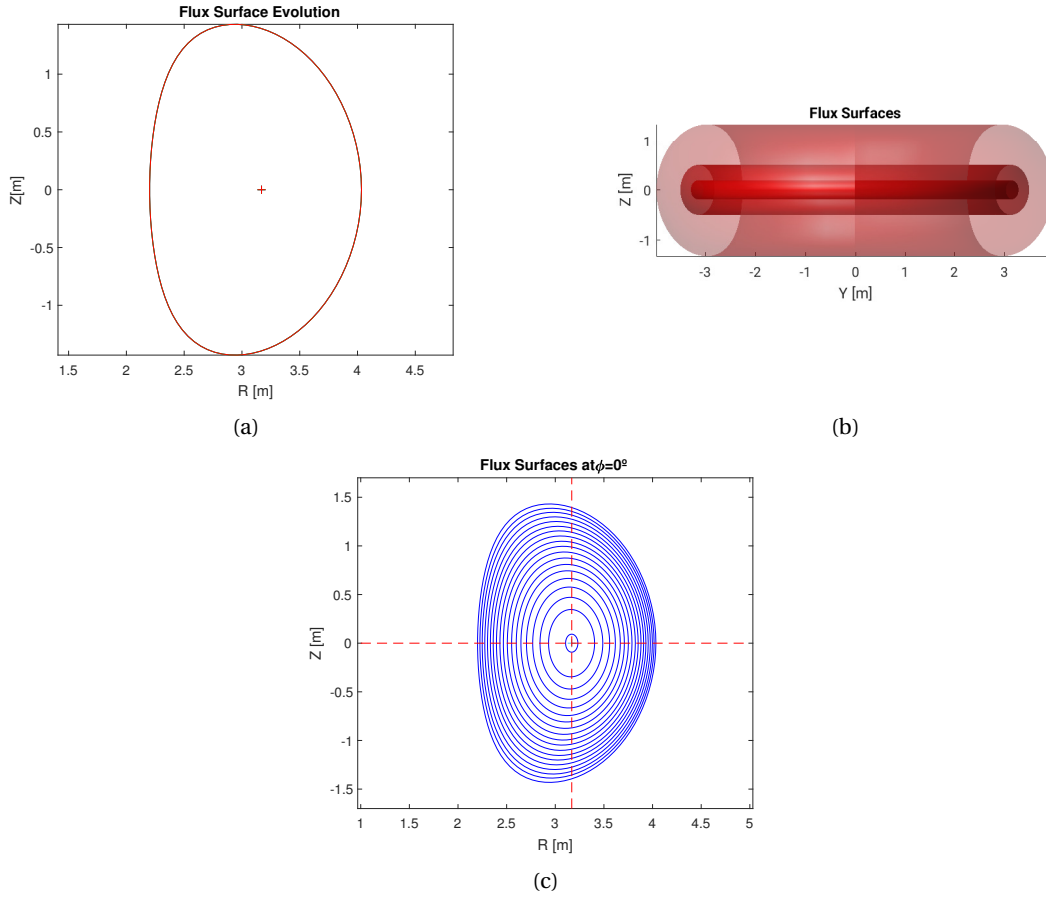 Flux Surface Evolution
Z[m]
1
0.5
0
-0.5
-1
1.5 2 2.5 3 3.5 4 4.5
R [m]
(a)
Flux Surfaces
Z [m]
1
0
-1
-3 -2 -1 0 1 2 3
Y [m]
(b)
Flux Surfaces atϕ=0º
Z [m]
1.5
1
0.5
0
-0.5
-1
-1.5
1 1.5 2 2.5 3 3.5 4 4.5 5
R [m]
(c)